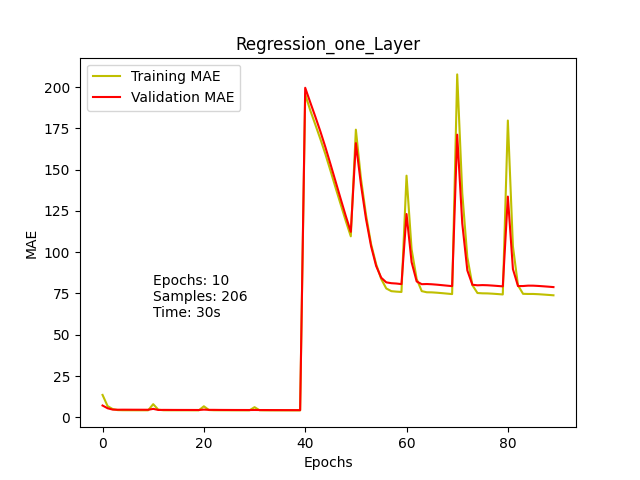 Regression_one_Layer
Training MAE
Validation MAE
200
175
150
125
100
75
50
25
0
MAE
Epochs: 10
Samples: 206
Time: 30s
0
20
40
60
80
Epochs